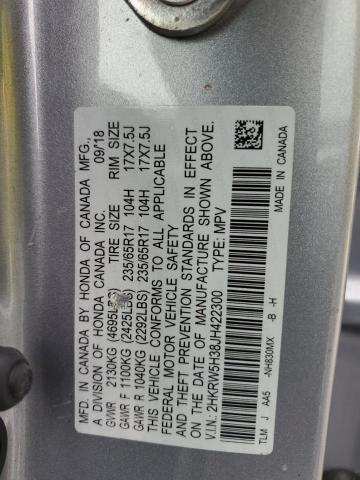 MFD. IN CANADA BY HONDA OF CANADA MFG.,
A DIVISION OF HONDA CANADA INC. 09/18
GVWR 2130KG (4695LBS) TIRE SIZE RIM SIZE
GAWR F 1100KG (2425LBS) 235/65R17 104H 17X7.5J
GAWR R 1040KG (2292LBS) 235/65R17 104H 17X7.5J
THIS VEHICLE CONFORMS TO ALL APPLICABLE
FEDERAL MOTOR VEHICLE SAFETY
AND THEFT PREVENTION STANDARDS IN EFFECT
ON THE DATE OF MANUFACTURE SHOWN ABOVE.
V.I.N.: 2HKRW5H38JH422300 TYPE: MPV
TLM J AA5 -NH830MX -B -H MADE IN CANADA